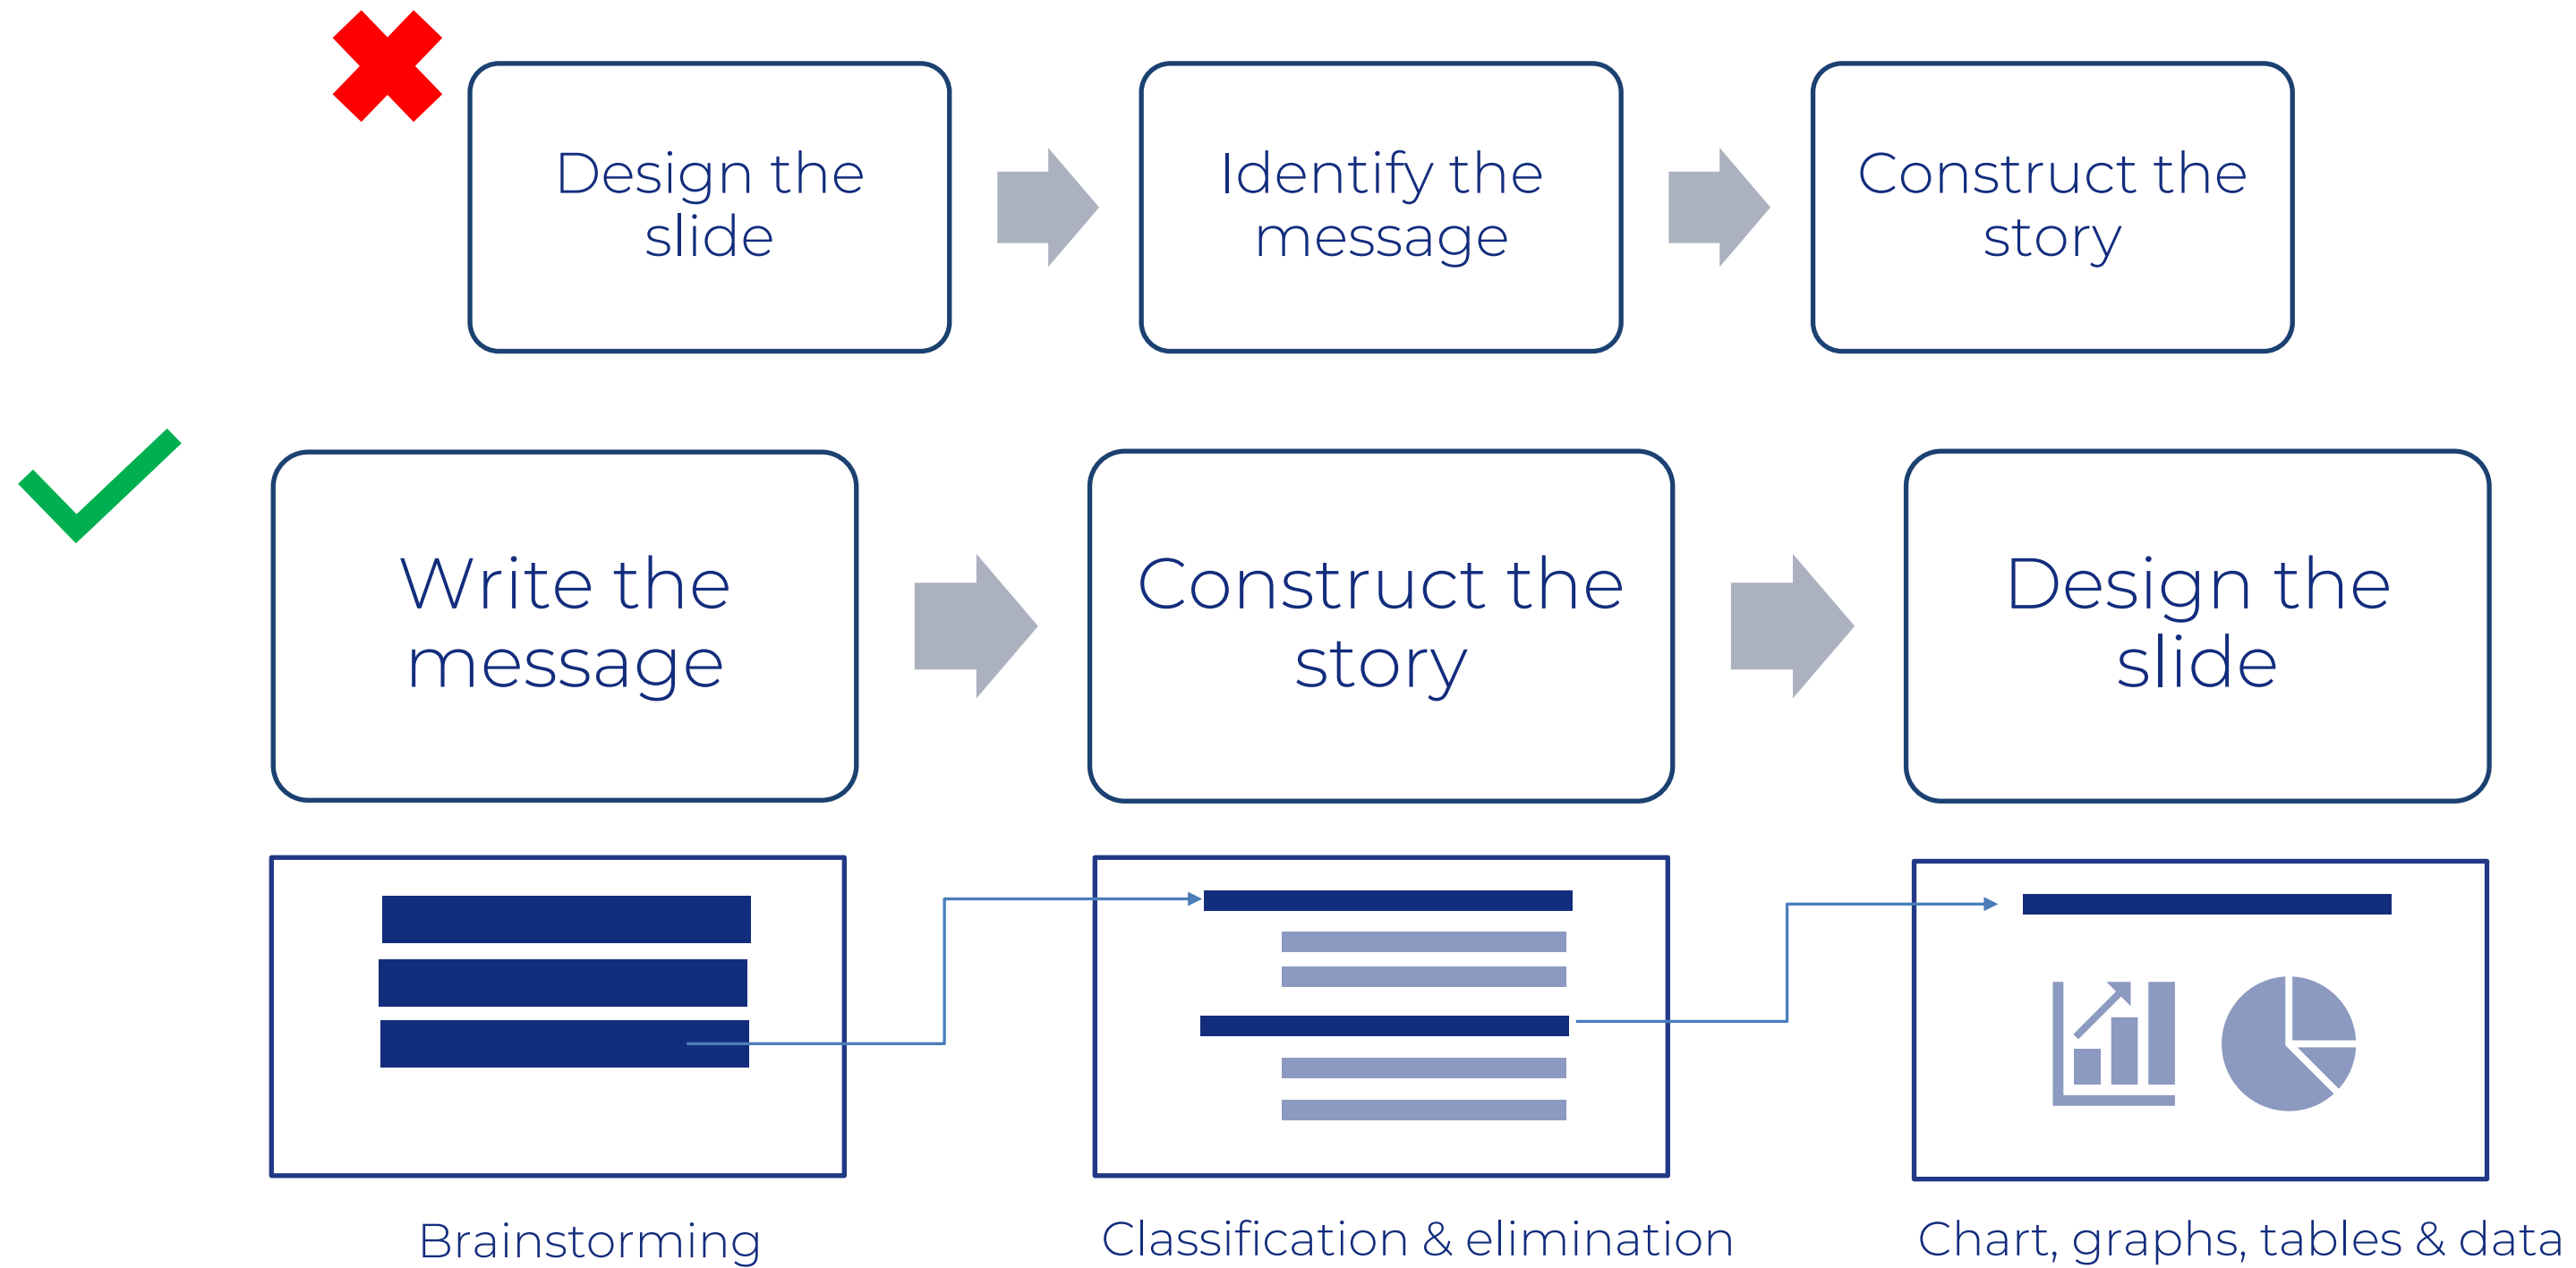 Design the
slide
Identify the
message
Construct the
story
Write the
message
Construct the
story
Design the
slide
Brainstorming
Classification & elimination
Chart, graphs, tables & data